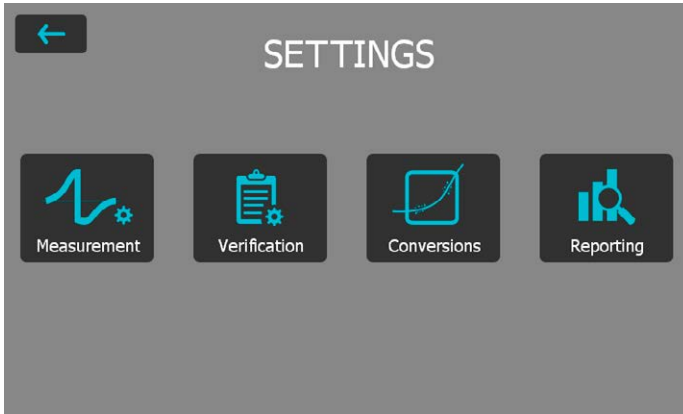 SETTINGS
Measurement
Verification
Conversions
Reporting